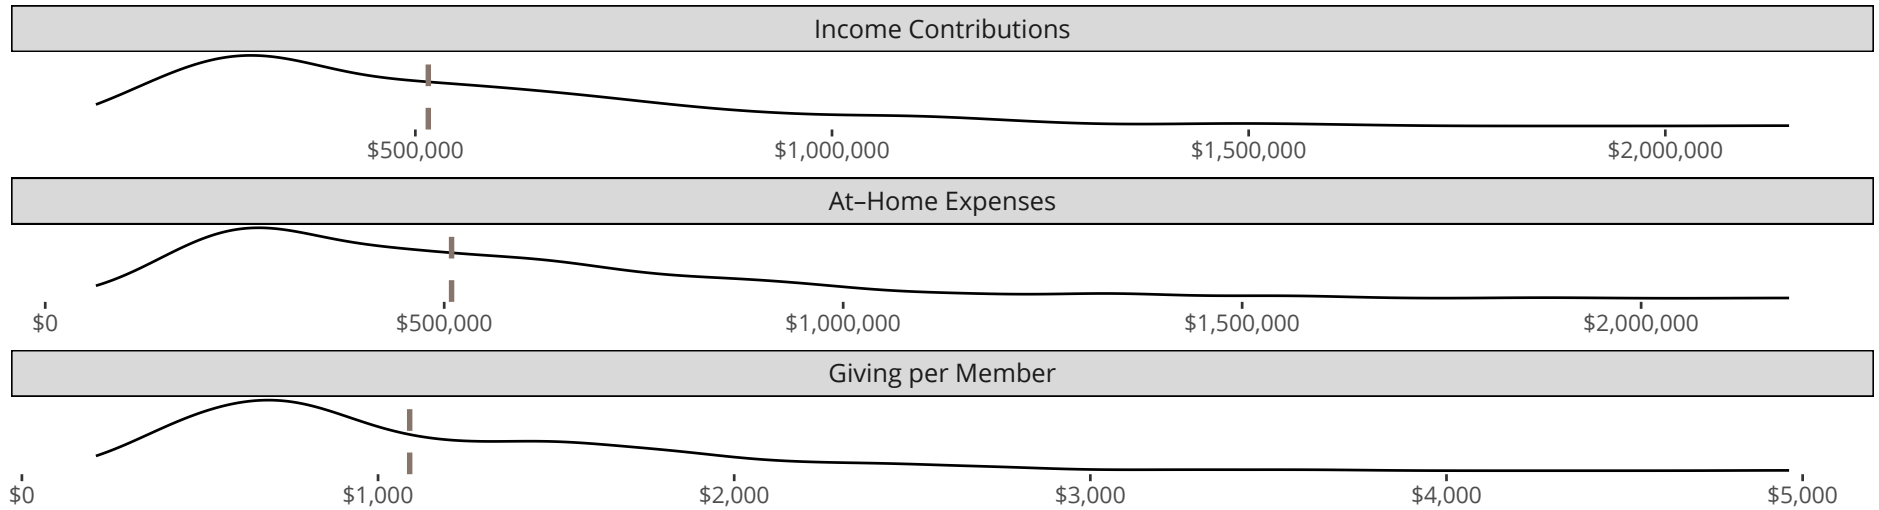 Income Contributions
$500,000 $1,000,000 $1,500,000 $2,000,000
At–Home Expenses
$0 $500,000 $1,000,000 $1,500,000 $2,000,000
Giving per Member
$0 $1,000 $2,000 $3,000 $4,000 $5,000